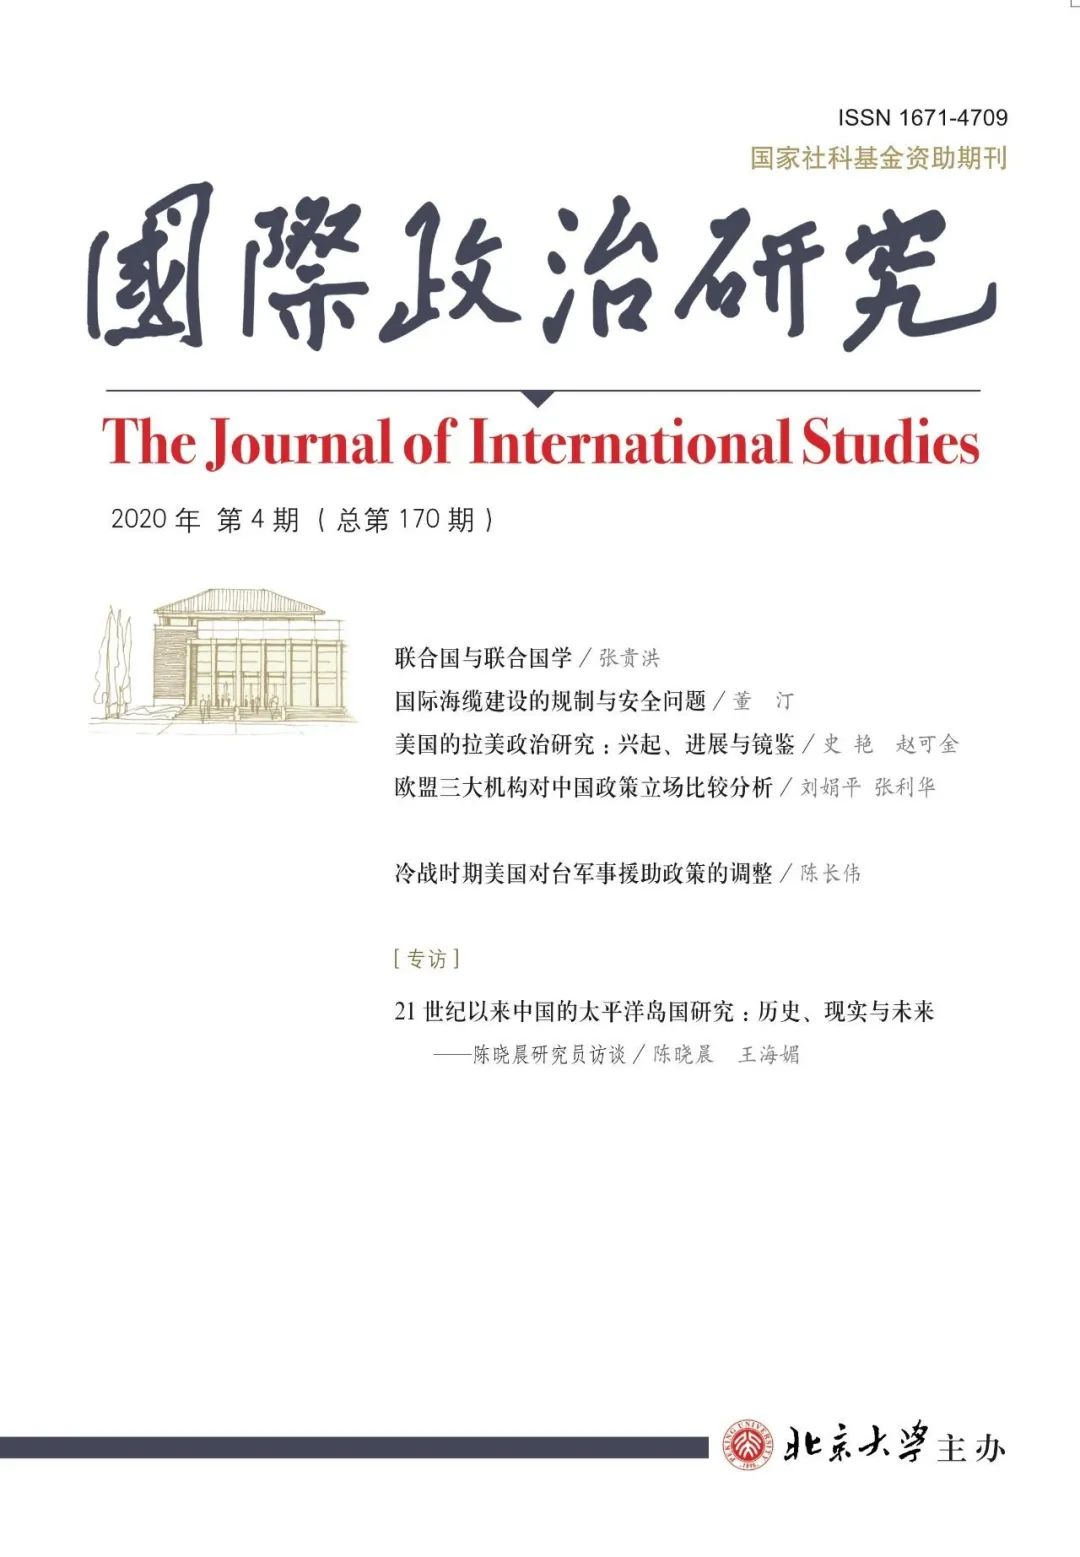 ISSN 1671-4709
国家社科基金资助期刊
國際政治研究
The Journal of International Studies
2020 年 第 4 期 ( 总第 170 期 )
联合国与联合国学 / 张贵洪
国际海缆建设的规制与安全问题 / 董 汀
美国的拉美政治研究：兴起、进展与镜鉴 / 史 艳 赵可金
欧盟三大机构对中国政策立场比较分析 / 刘娟平 张利华
冷战时期美国对台军事援助政策的调整 / 陈长伟
[ 专访 ]
21 世纪以来中国的太平洋岛国研究：历史、现实与未来
——陈晓晨研究员访谈 / 陈晓晨 王海媚
PEKING UNIVERSITY
1898
北京大学主办